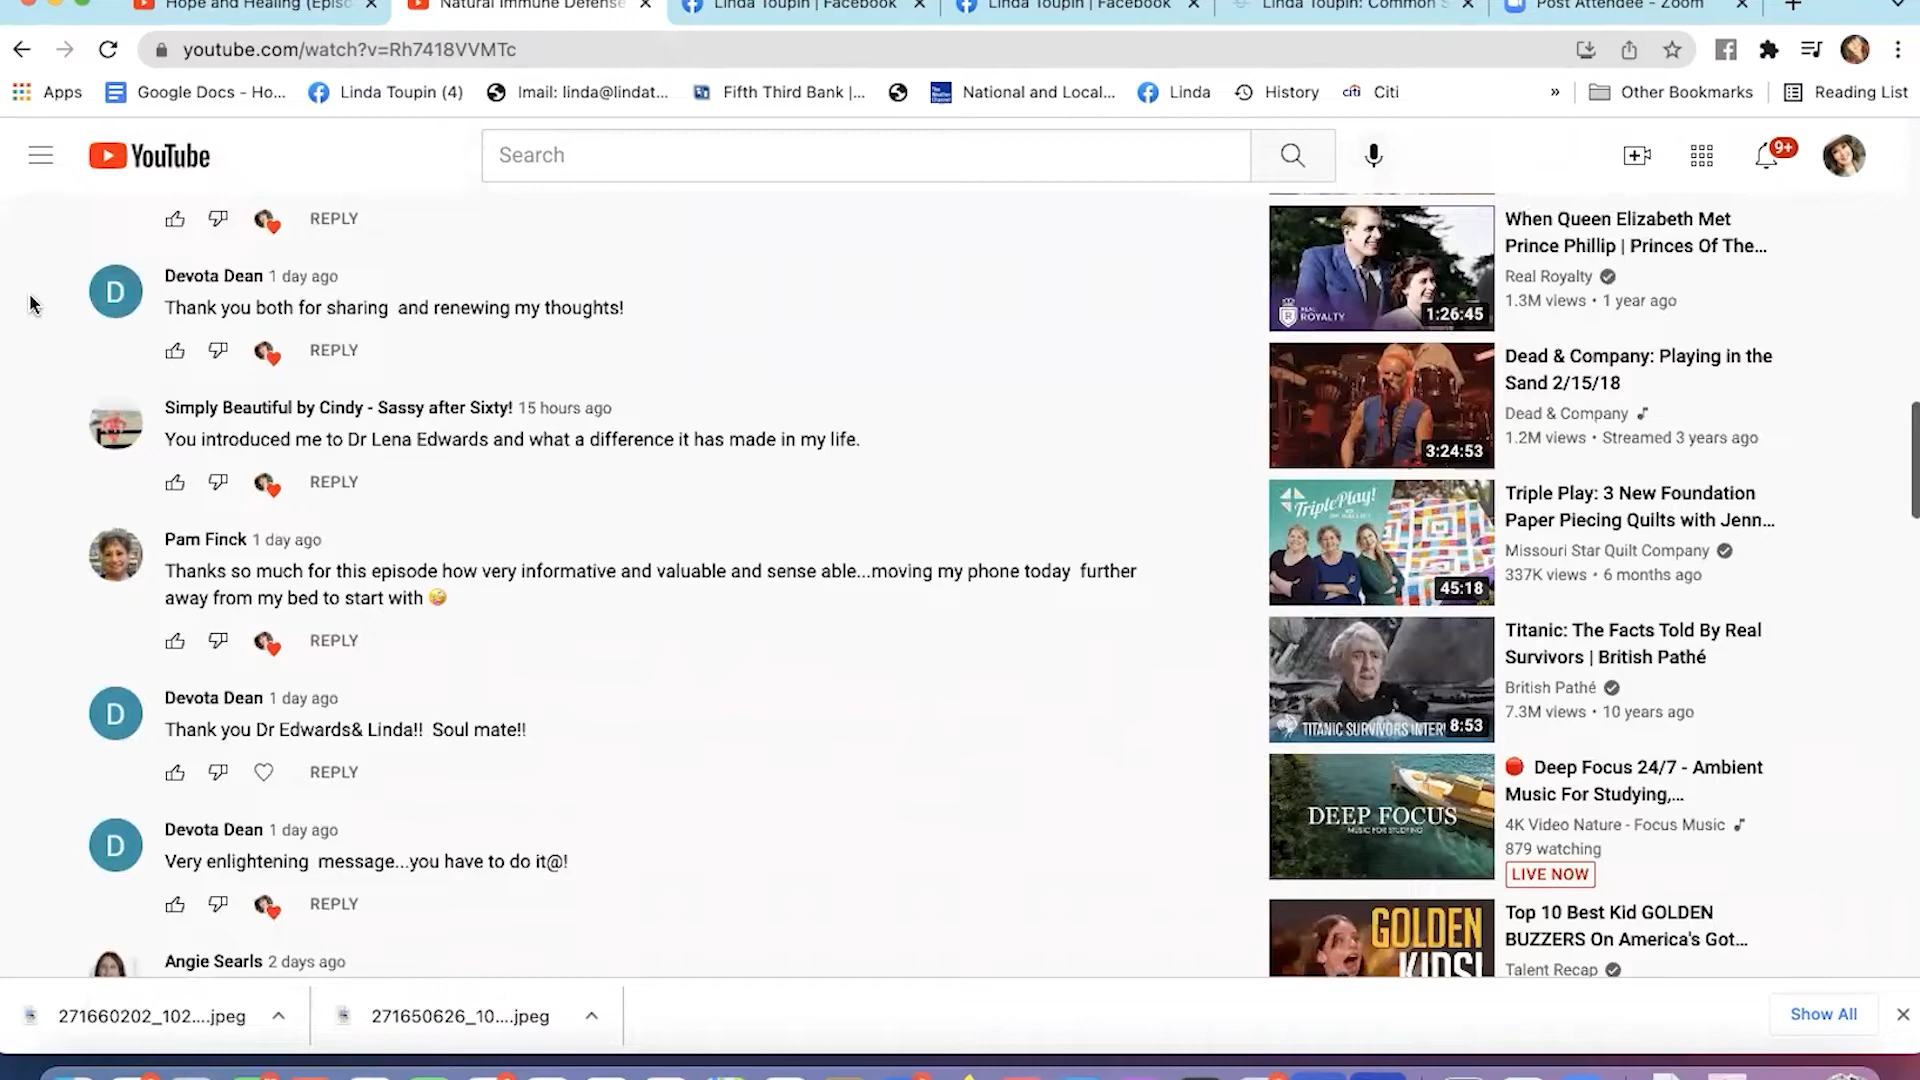 Hope and Healing (Episo
Natural Immune Defense
Linda Toupin | Facebook
Linda Toupin | Facebook
Linda Toupin: Common S
Post Attendee - Zoom
youtube.com/watch?v=Rh7418VVMTc
Apps
Google Docs - Ho...
Linda Toupin (4)
Imail: linda@lindat...
Fifth Third Bank |...
National and Local...
Linda
History
citi Citi
»
Other Bookmarks
Reading List
YouTube
Search
9+
REPLY
D
Devota Dean 1 day ago
Thank you both for sharing and renewing my thoughts!
REPLY
Simply Beautiful by Cindy - Sassy after Sixty! 15 hours ago
You introduced me to Dr Lena Edwards and what a difference it has made in my life.
REPLY
Pam Finck 1 day ago
Thanks so much for this episode how very informative and valuable and sense able...moving my phone today further
away from my bed to start with 🤪
REPLY
D
Devota Dean 1 day ago
Thank you Dr Edwards& Linda!! Soul mate!!
REPLY
D
Devota Dean 1 day ago
Very enlightening message...you have to do it@!
REPLY
Angie Searls 2 days ago
REAL ROYALTY
1:26:45
When Queen Elizabeth Met
Prince Phillip | Princes Of The...
Real Royalty
1.3M views • 1 year ago
3:24:53
Dead & Company: Playing in the
Sand 2/15/18
Dead & Company
1.2M views • Streamed 3 years ago
Triple Play!
45:18
Triple Play: 3 New Foundation
Paper Piecing Quilts with Jenn...
Missouri Star Quilt Company
337K views • 6 months ago
TITANIC SURVIVORS INTER
8:53
Titanic: The Facts Told By Real
Survivors | British Pathé
British Pathé
7.3M views • 10 years ago
DEEP FOCUS
MUSIC FOR STUDYING
Deep Focus 24/7 - Ambient
Music For Studying,...
4K Video Nature - Focus Music
879 watching
LIVE NOW
GOLDEN
KIDS!
Top 10 Best Kid GOLDEN
BUZZERS On America's Got...
Talent Recap
271660202_102....jpeg
271650626_10....jpeg
Show All